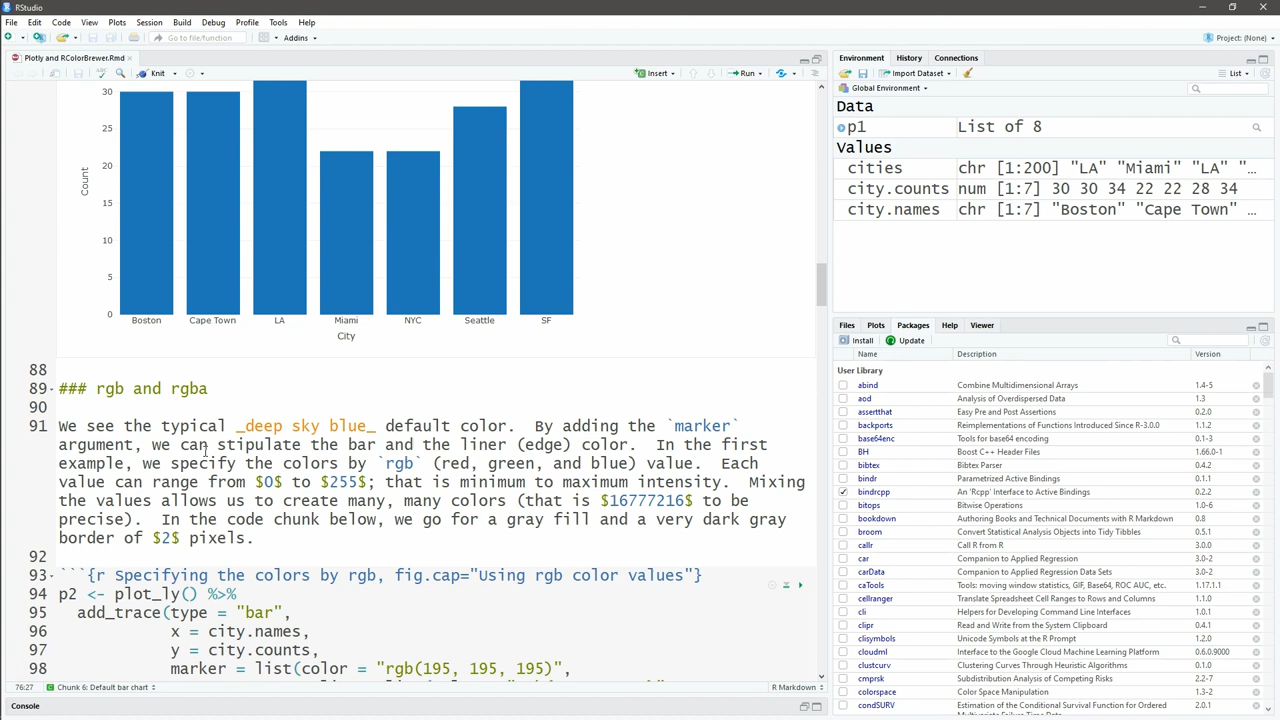 RStudio
File Edit Code View Plots Session Build Debug Profile Tools Help
Go to file/function Addins Project: (None)
Plotly and RColorBrewer.Rmd
Knit Insert Run
30
25
20
15
10
5
0
Count
Boston Cape Town LA Miami NYC Seattle SF
City
88
89 ### rgb and rgba
90
91 We see the typical _deep sky blue_ default color. By adding the `marker`
argument, we can stipulate the bar and the liner (edge) color. In the first
example, we specify the colors by `rgb` (red, green, and blue) value. Each
value can range from $0$ to $255$; that is minimum to maximum intensity. Mixing
the values allows us to create many, many colors (that is $16777216$ to be
precise). In the code chunk below, we go for a gray fill and a very dark gray
border of $2$ pixels.
92
93 ```{r Specifying the colors by rgb, fig.cap="Using rgb color values"}
94 p2 <- plot_ly() %>%
95 add_trace(type = "bar",
96 x = city.names,
97 y = city.counts,
98 marker = list(color = "rgb(195, 195, 195)",
76:27 Chunk 6: Default bar chart R Markdown
Console
Environment History Connections
Import Dataset List
Global Environment
Data
p1 List of 8
Values
cities chr [1:200] "LA" "Miami" "LA" "…
city.counts num [1:7] 30 30 34 22 22 28 34
city.names chr [1:7] "Boston" "Cape Town" …
Files Plots Packages Help Viewer
Install Update
Name Description Version
User Library
abind Combine Multidimensional Arrays 1.4-5
aod Analysis of Overdispersed Data 1.3
assertthat Easy Pre and Post Assertions 0.2.0
backports Reimplementations of Functions Introduced Since R-3.0.0 1.1.2
base64enc Tools for base64 encoding 0.1-3
BH Boost C++ Header Files 1.66.0-1
bibtex Bibtex Parser 0.4.2
bindr Parametrized Active Bindings 0.1.1
bindrcpp An 'Rcpp' Interface to Active Bindings 0.2.2
bitops Bitwise Operations 1.0-6
bookdown Authoring Books and Technical Documents with R Markdown 0.8
broom Convert Statistical Analysis Objects into Tidy Tibbles 0.5.1
callr Call R from R 3.0.0
car Companion to Applied Regression 3.0-2
carData Companion to Applied Regression Data Sets 3.0-2
caTools Tools: moving window statistics, GIF, Base64, ROC AUC, etc. 1.17.1.1
cellranger Translate Spreadsheet Cell Ranges to Rows and Columns 1.1.0
cli Helpers for Developing Command Line Interfaces 1.0.1
clipr Read and Write from the System Clipboard 0.4.1
clisymbols Unicode Symbols at the R Prompt 1.2.0
cloudml Interface to the Google Cloud Machine Learning Platform 0.6.0.9000
clustcurv Clustering Curves Through Heuristic Algorithms 0.1.0
cmprsk Subdistribution Analysis of Competing Risks 2.2-7
colorspace Color Space Manipulation 1.3-2
condSURV Estimation of the Conditional Survival Function for Ordered 2.0.1